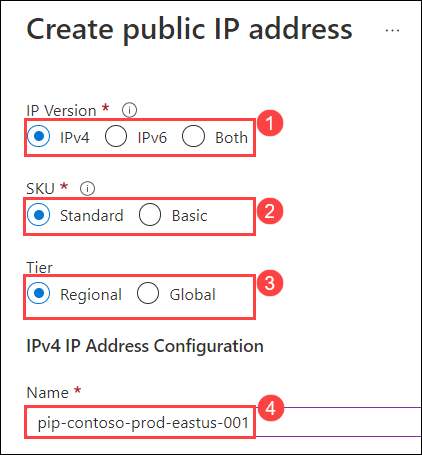 Create public IP address ...
IP Version * i
1
IPv4 IPv6 Both
SKU * i
2
Standard Basic
Tier
3
Regional Global
IPv4 IP Address Configuration
Name *
4
pip-contoso-prod-eastus-001